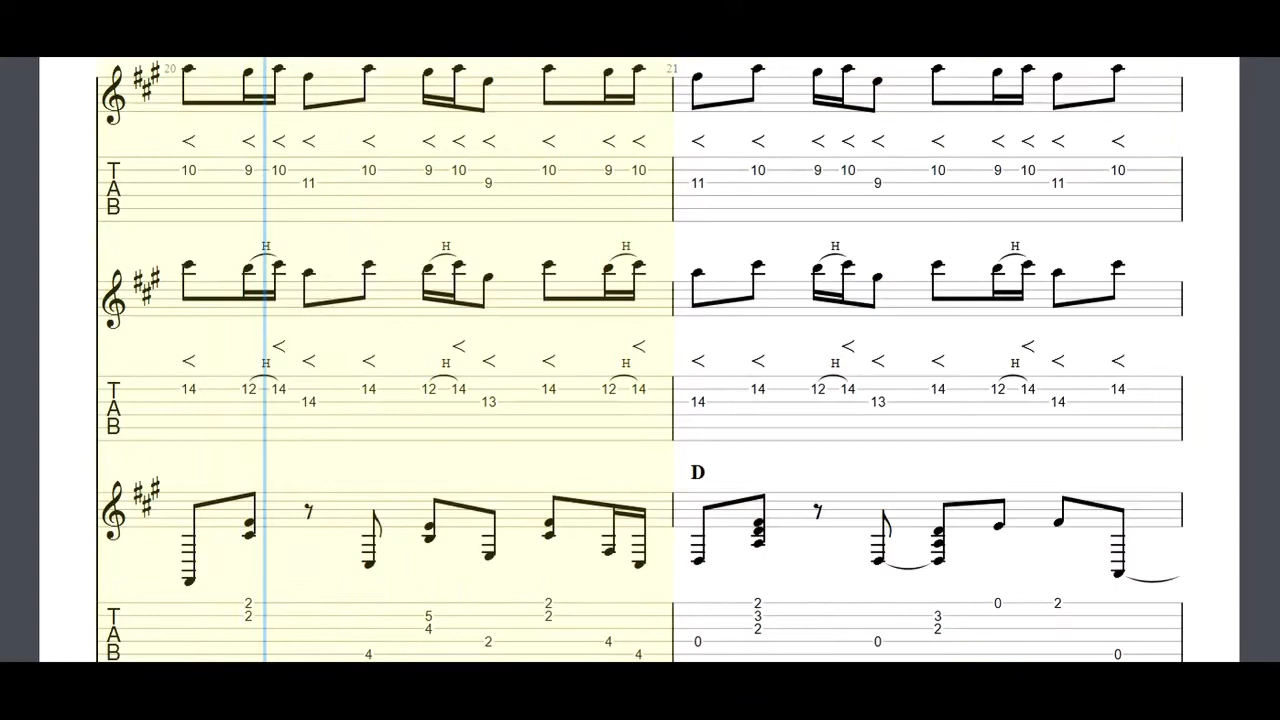 20 21
< < < < < < < < < < < < < < < < < < < < < <
T 10 9 10 10 9 10 10 9 10 10 9 10 10 9 10 10
A 11 9 11 9 11
B
H H H H H
< < < < <
< < < < < < < < < < < <
H H H H H
T 14 12 14 14 12 14 14 12 14 14 12 14 14 12 14 14
A 14 13 14 13 14
B
D
2 2 2 0 2
T 2 5 2 3 3
4 2 2
A 2 4 0 0
B 4 4 0